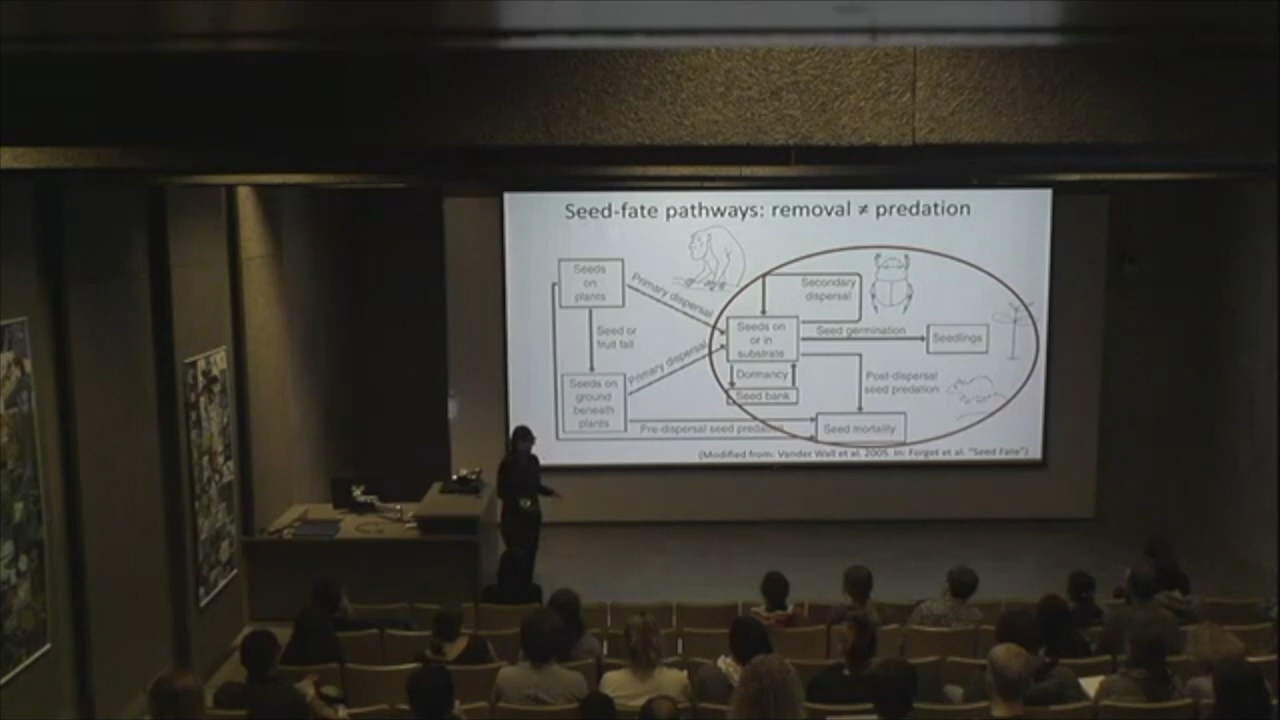 Seed-fate pathways: removal ≠ predation
Seeds
on
plants
Primary dispersal
Secondary
dispersal
Seed or
fruit fall
Seeds on
or in
substrate
Seed germination
Seedlings
Primary dispersal
Dormancy
Seed bank
Post-dispersal
seed predation
Seeds on
ground
beneath
plants
Pre-dispersal seed predation
Seed mortality
(Modified from: Vander Wall et al. 2005. In: Forget et al. "Seed Fate")